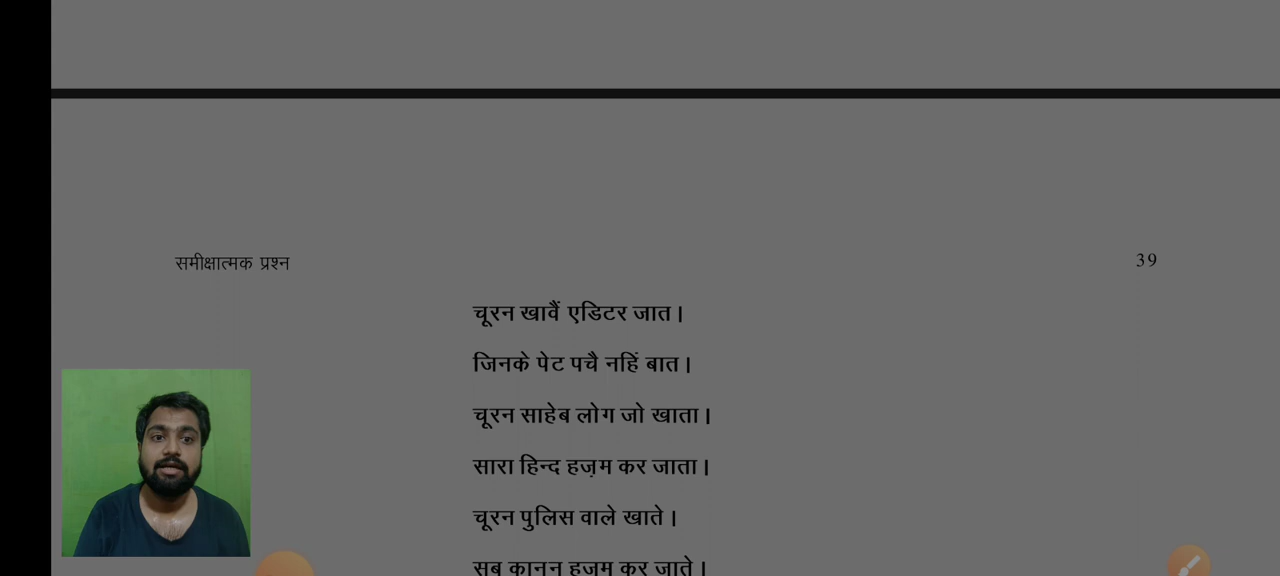 समीक्षात्मक प्रश्न
39
चूरन खावैं एडिटर जात।
जिनके पेट पचै नहिं बात।
चूरन साहेब लोग जो खाता।
सारा हिन्द हज़म कर जाता।
चूरन पुलिस वाले खाते।
सब कानून हजम कर जाते।